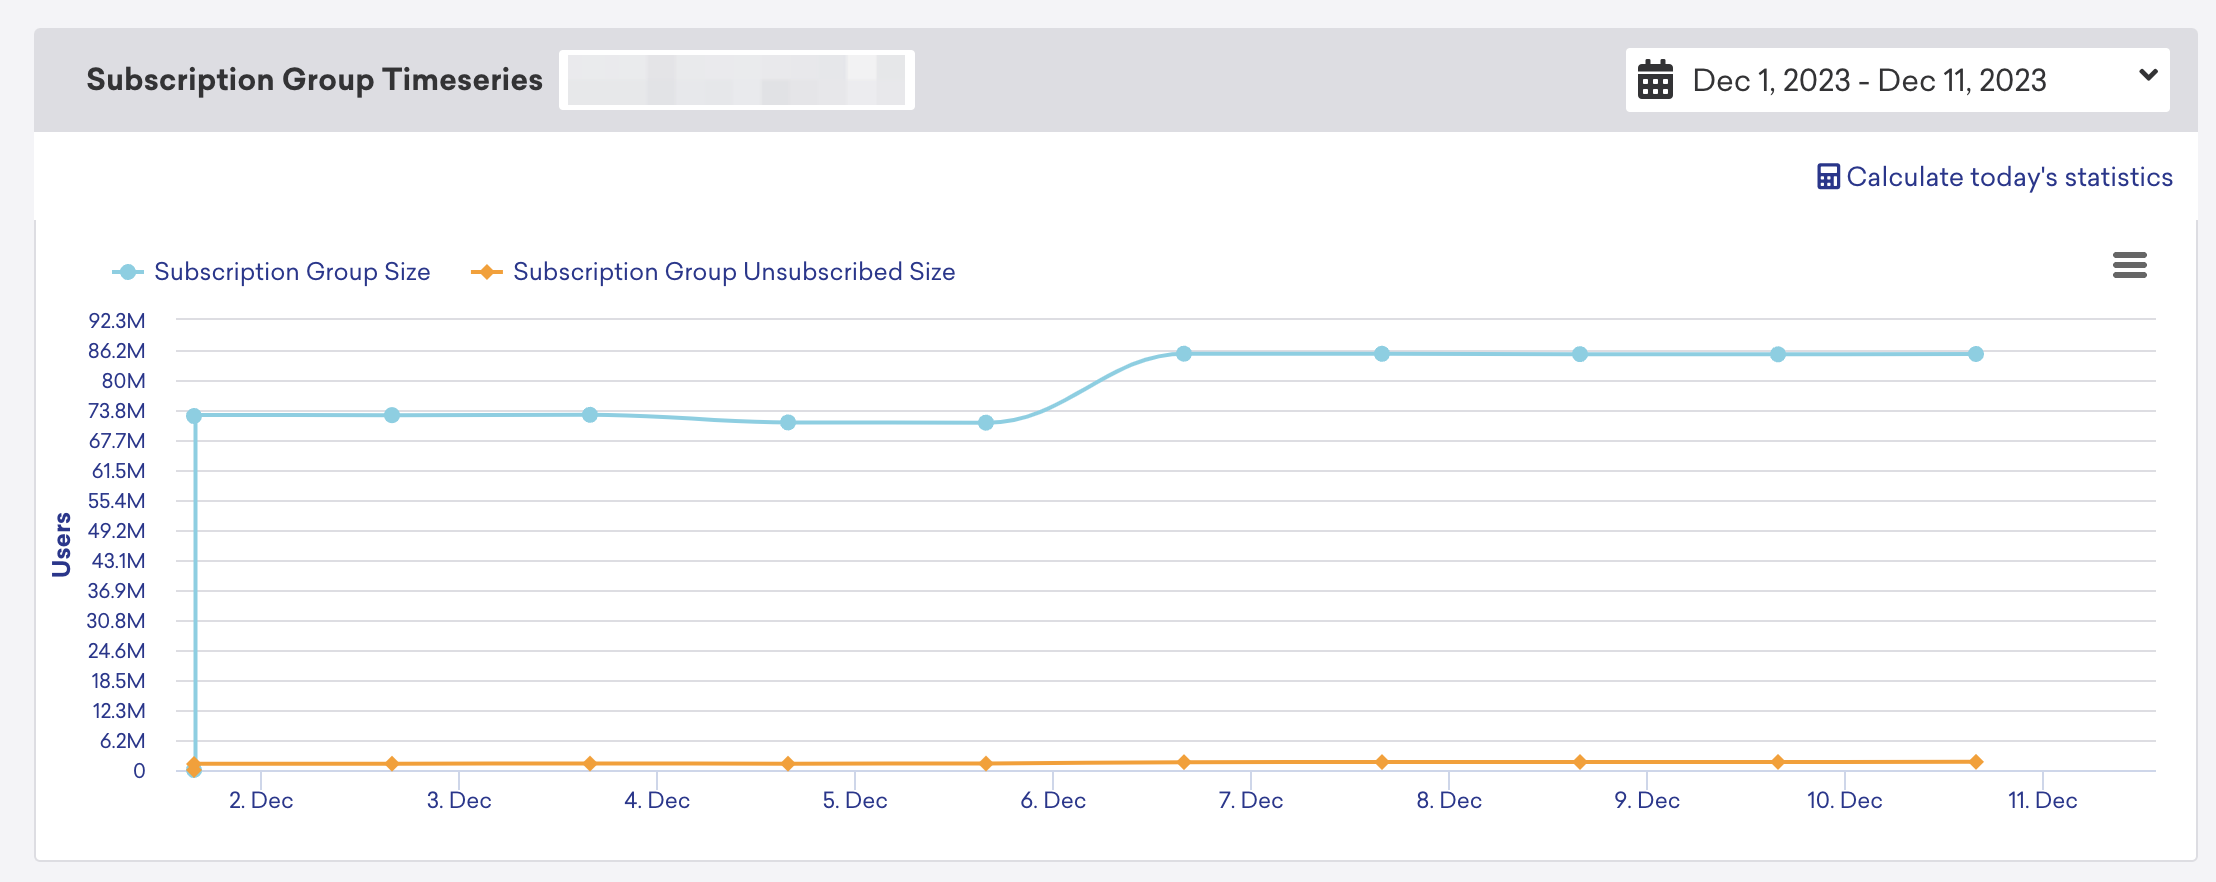 Subscription Group Timeseries
Dec 1, 2023 - Dec 11, 2023
Calculate today's statistics
Subscription Group Size
Subscription Group Unsubscribed Size
Users
92.3M
86.2M
80M
73.8M
67.7M
61.5M
55.4M
49.2M
43.1M
36.9M
30.8M
24.6M
18.5M
12.3M
6.2M
0
2. Dec
3. Dec
4. Dec
5. Dec
6. Dec
7. Dec
8. Dec
9. Dec
10. Dec
11. Dec